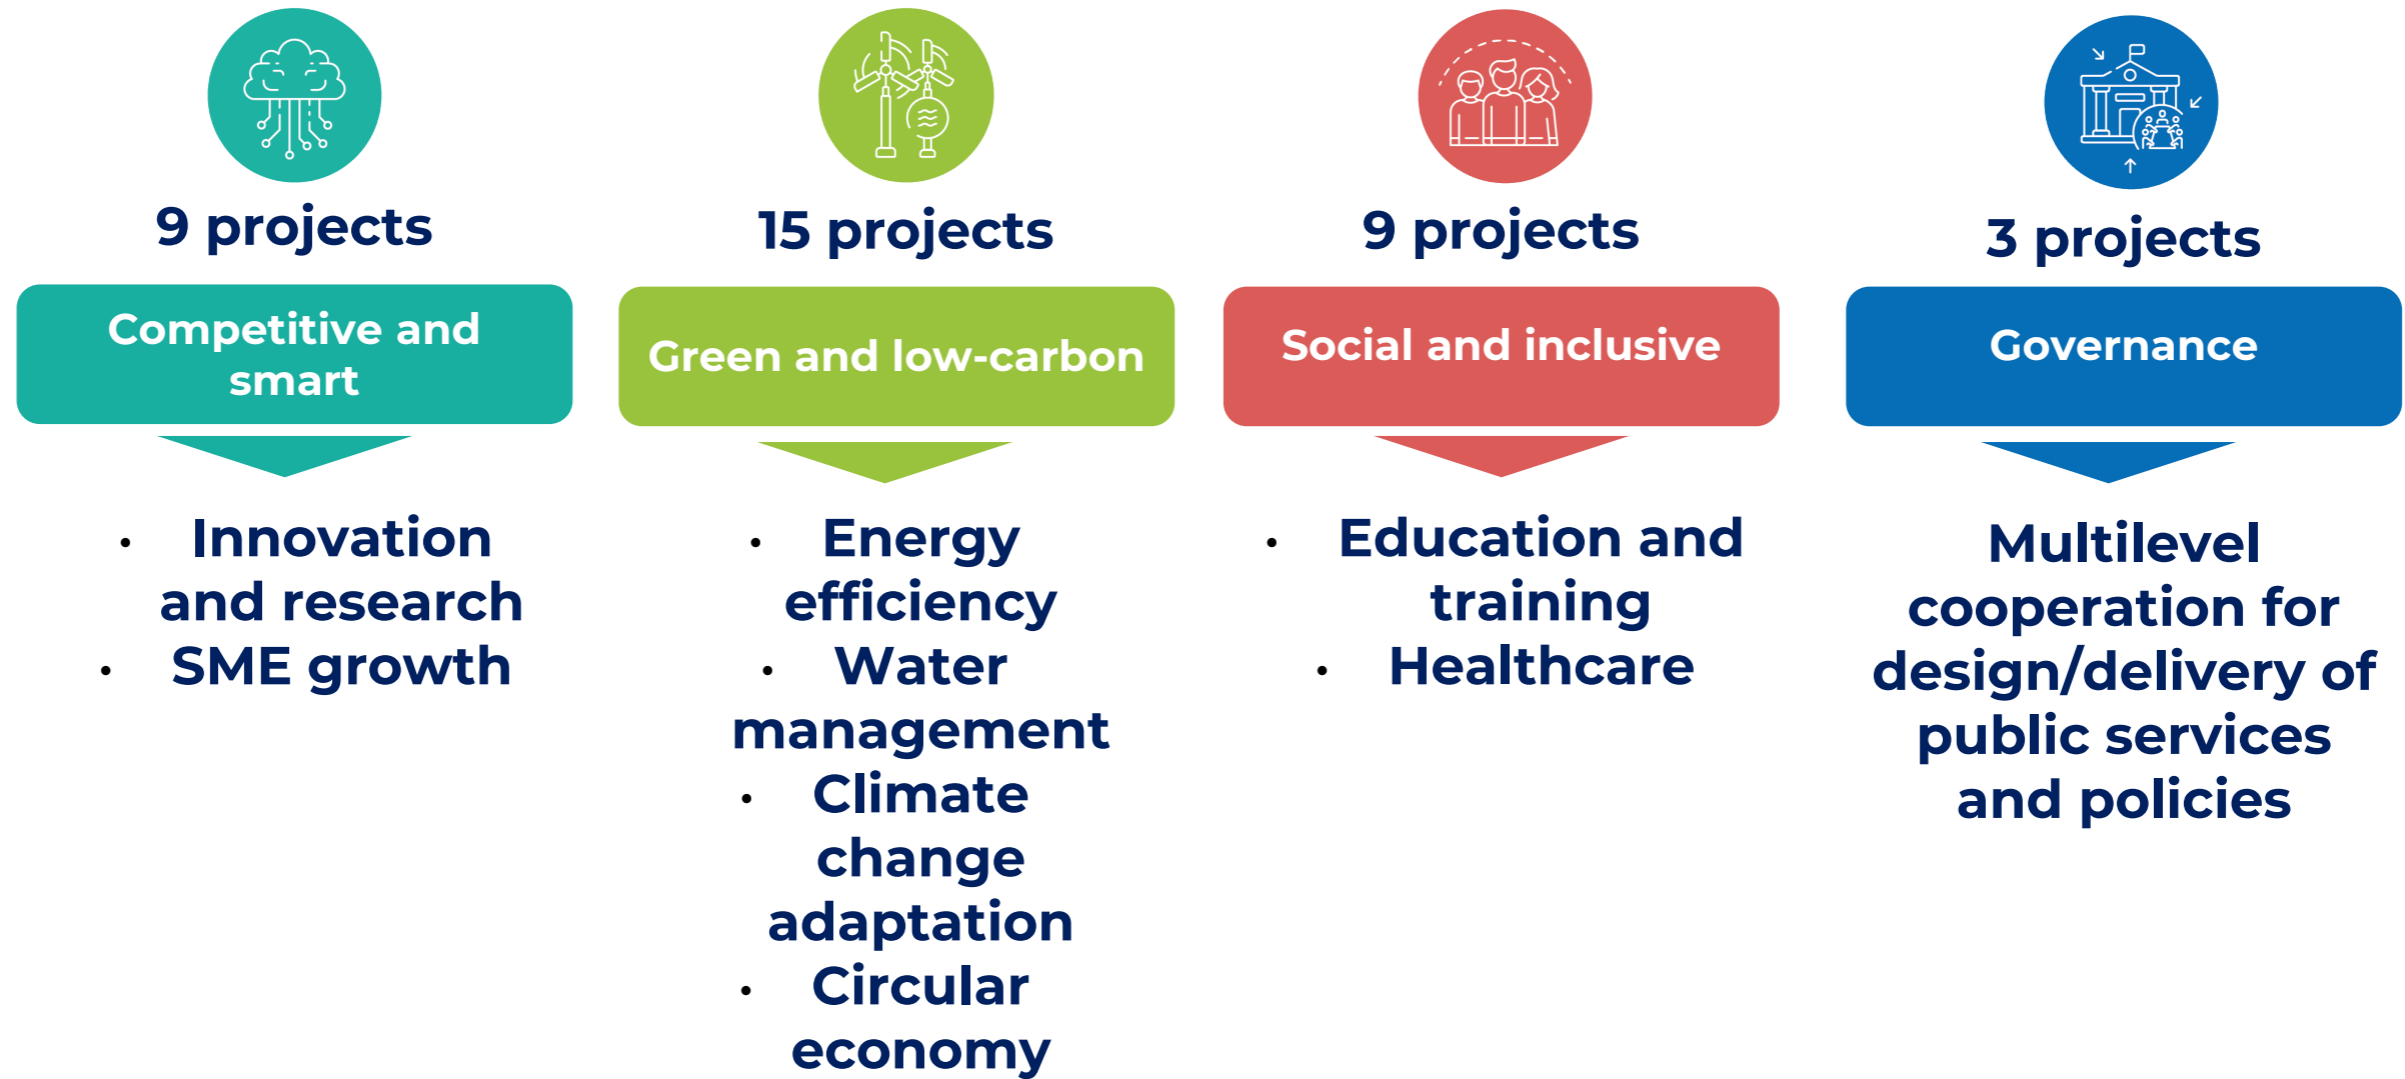 9 projects
Competitive and
smart
• Innovation
and research
• SME growth
15 projects
Green and low-carbon
• Energy
efficiency
• Water
management
• Climate
change
adaptation
• Circular
economy
9 projects
Social and inclusive
• Education and
training
• Healthcare
3 projects
Governance
Multilevel
cooperation for
design/delivery of
public services
and policies